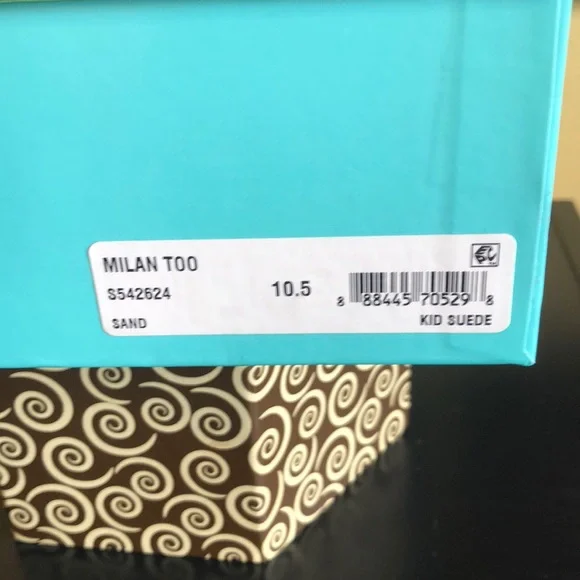 MILAN TOO
S542624
10.5
8 88445 70529 8
SAND
KID SUEDE